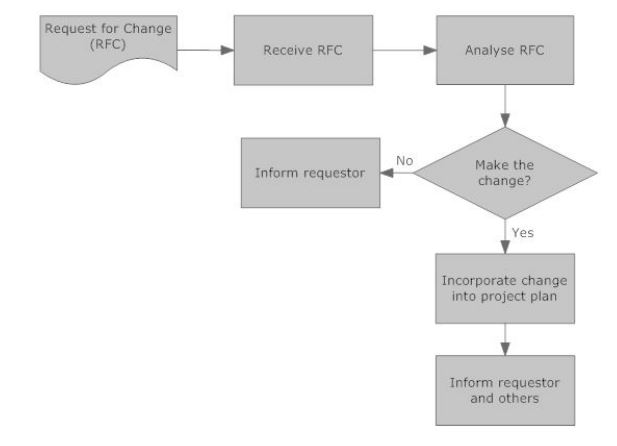 Request for Change
(RFC)
Receive RFC
Analyse RFC
Make the
change?
No
Inform requestor
Yes
Incorporate change
into project plan
Inform requestor
and others